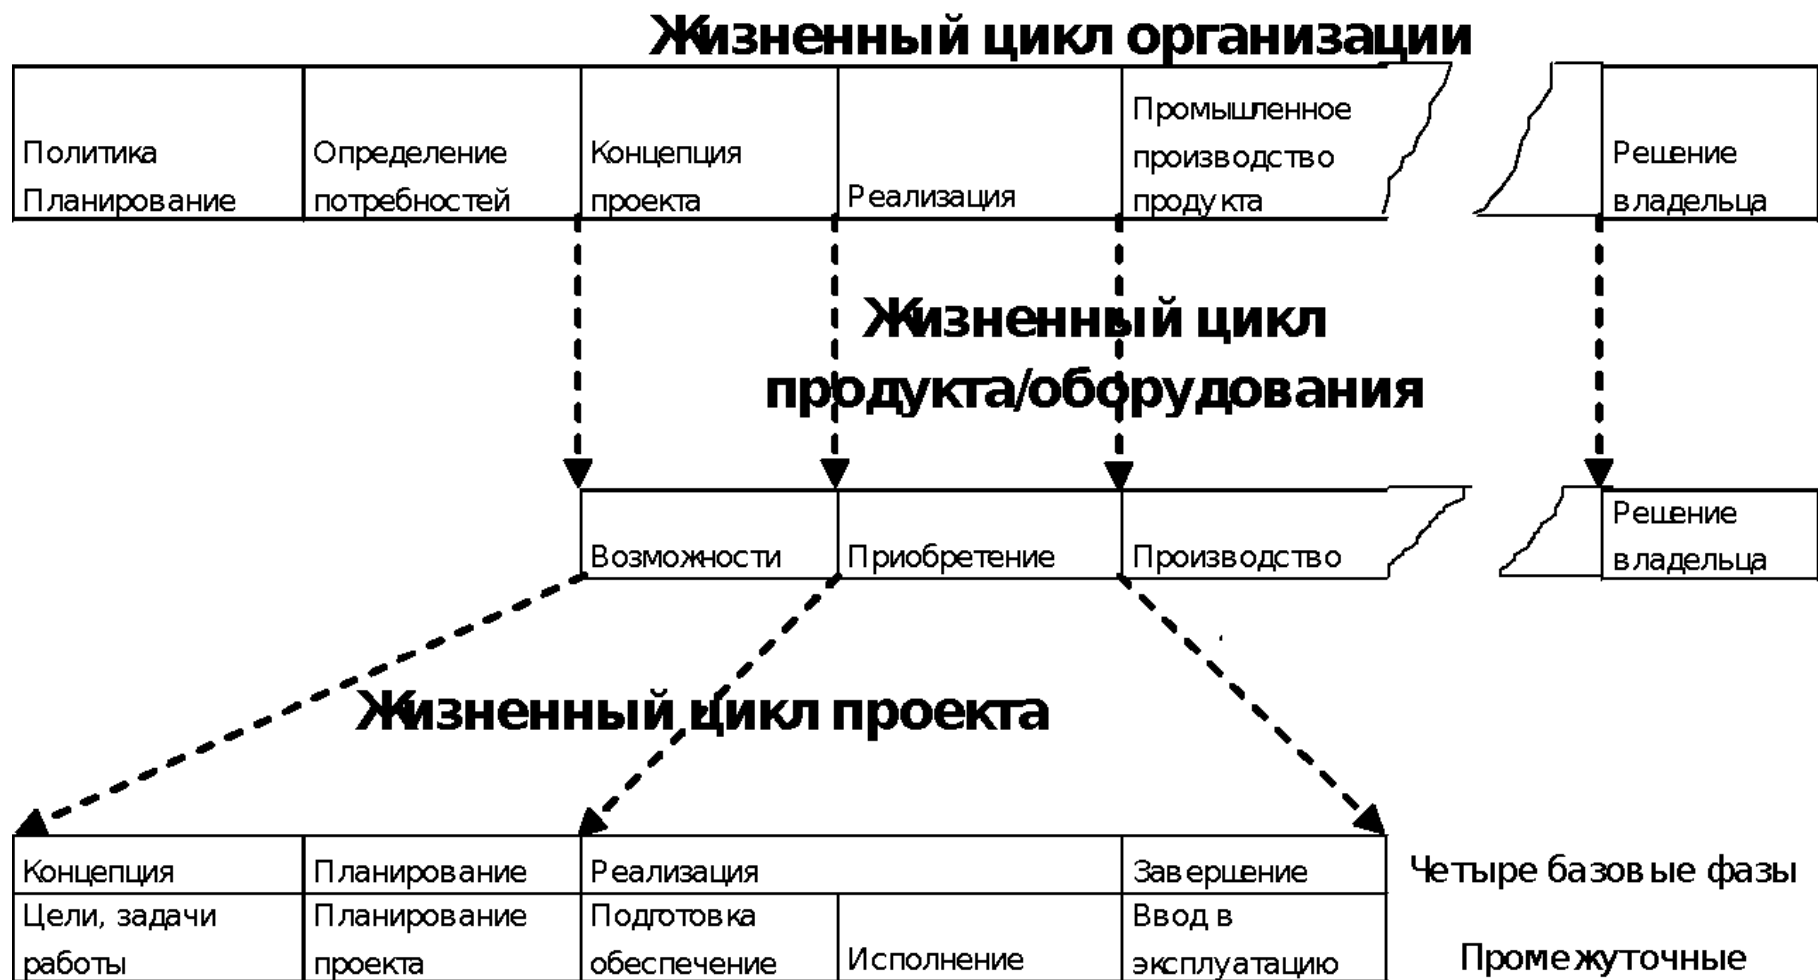 Жизненный цикл организации
Политика
Планирование
Определение
потребностей
Концепция
проекта
Реализация
Промышленное
производство
продукта
Решение
владельца
Жизненный цикл
продукта/оборудования
Возможности
Приобретение
Производство
Решение
владельца
Жизненный цикл проекта
Концепция
Планирование
Реализация
Завершение
Четыре базовые фазы
Цели, задачи
работы
Планирование
проекта
Подготовка
обеспечение
Исполнение
Ввод в
эксплуатацию
Промежуточные